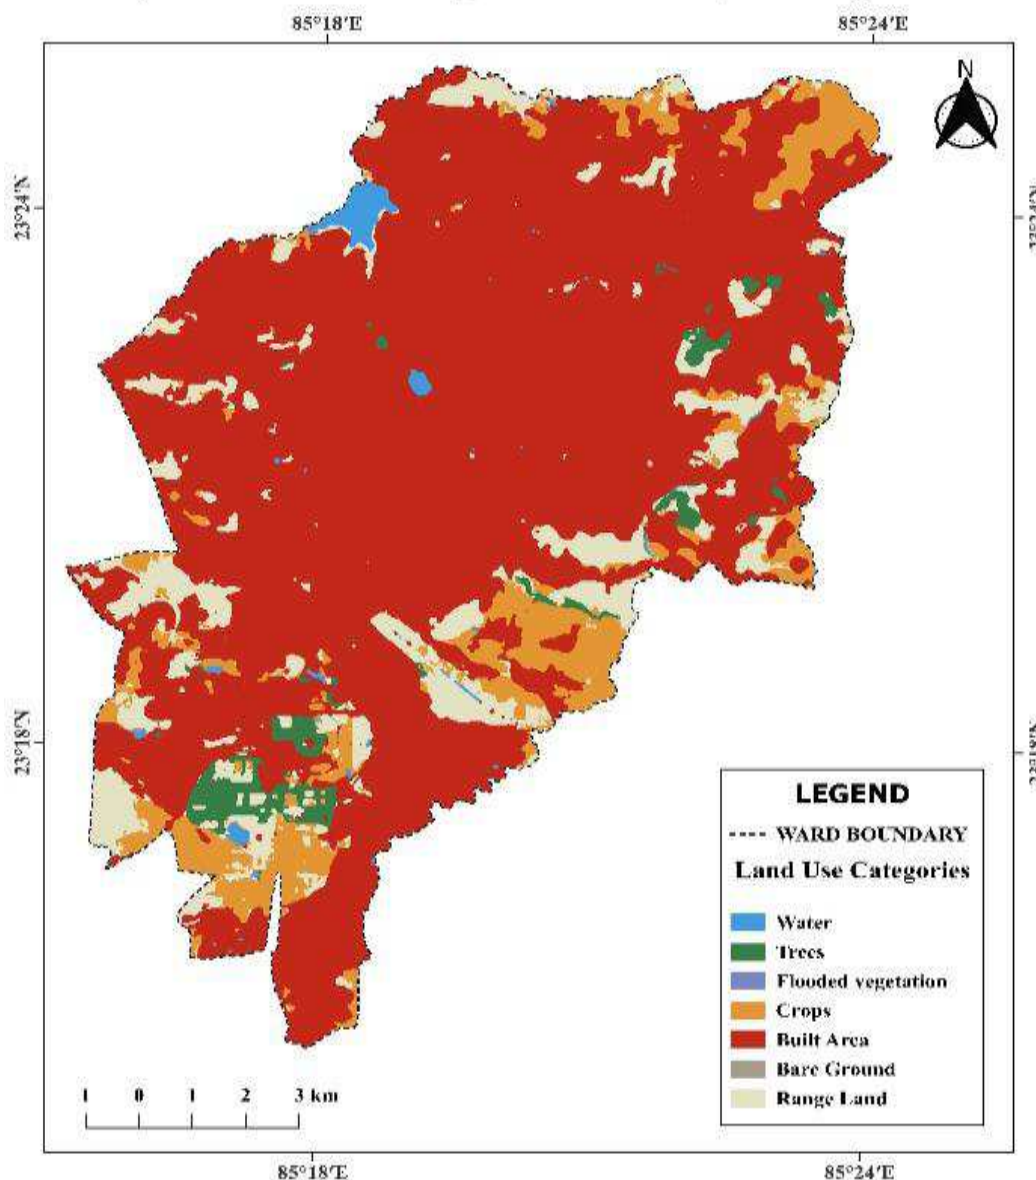 85°18'E 85°24'E
N
23°24'N
23°18'N
LEGEND
WARD BOUNDARY
Land Use Categories
Water
Trees
Flooded vegetation
Crops
Built Area
Bare Ground
Range Land
1 0 1 2 3 km
85°18'E 85°24'E